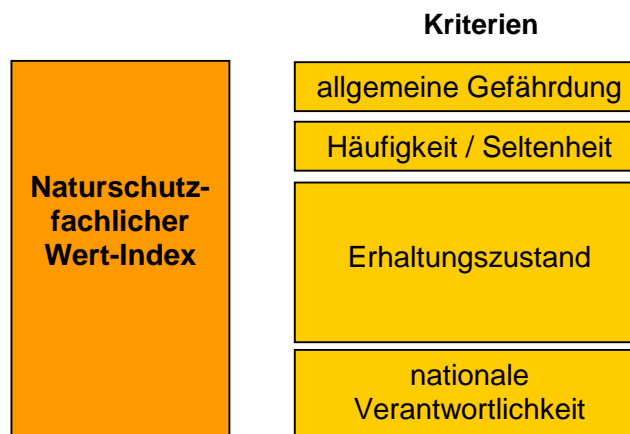 Kriterien
allgemeine Gefährdung
Häufigkeit / Seltenheit
Naturschutz-
fachlicher
Wert-Index
Erhaltungszustand
nationale
Verantwortlichkeit